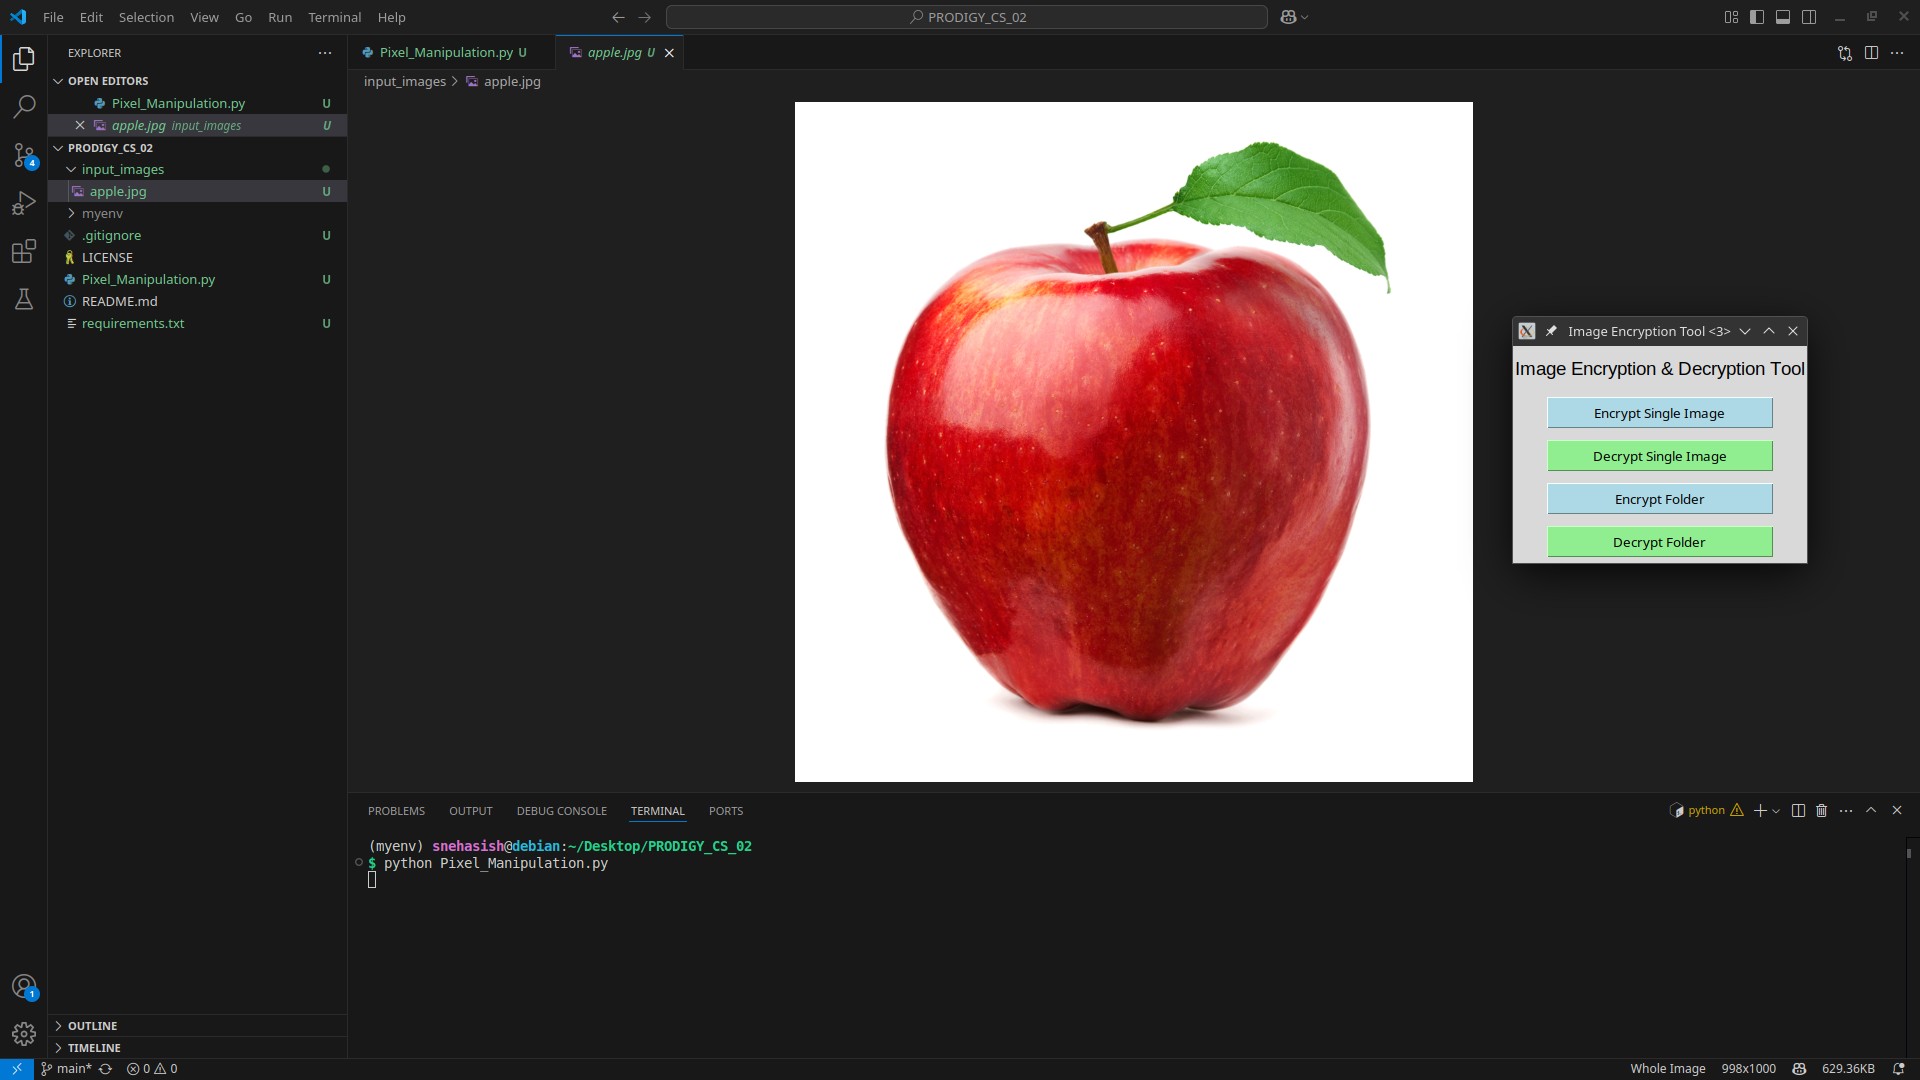 File Edit Selection View Go Run Terminal Help
PRODIGY_CS_02
EXPLORER
OPEN EDITORS
Pixel_Manipulation.py U
apple.jpg input_images U
PRODIGY_CS_02
input_images
apple.jpg U
myenv
.gitignore U
LICENSE
Pixel_Manipulation.py U
README.md
requirements.txt U
OUTLINE
TIMELINE
Pixel_Manipulation.py U
apple.jpg U
input_images > apple.jpg
Image Encryption Tool <3>
Image Encryption & Decryption Tool
Encrypt Single Image
Decrypt Single Image
Encrypt Folder
Decrypt Folder
PROBLEMS OUTPUT DEBUG CONSOLE TERMINAL PORTS
python
(myenv) snehasish@debian:~/Desktop/PRODIGY_CS_02
$ python Pixel_Manipulation.py
4
1
main* 0 0
Whole Image 998x1000 629.36KB